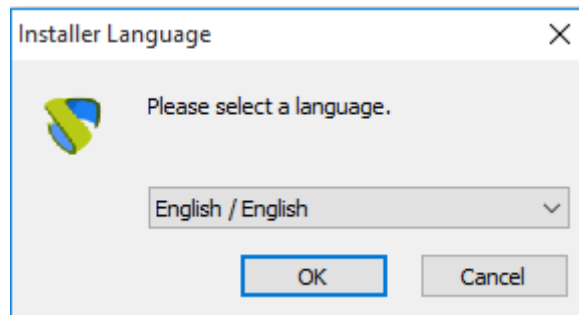 Installer Language
Please select a language.
English / English
OK
Cancel